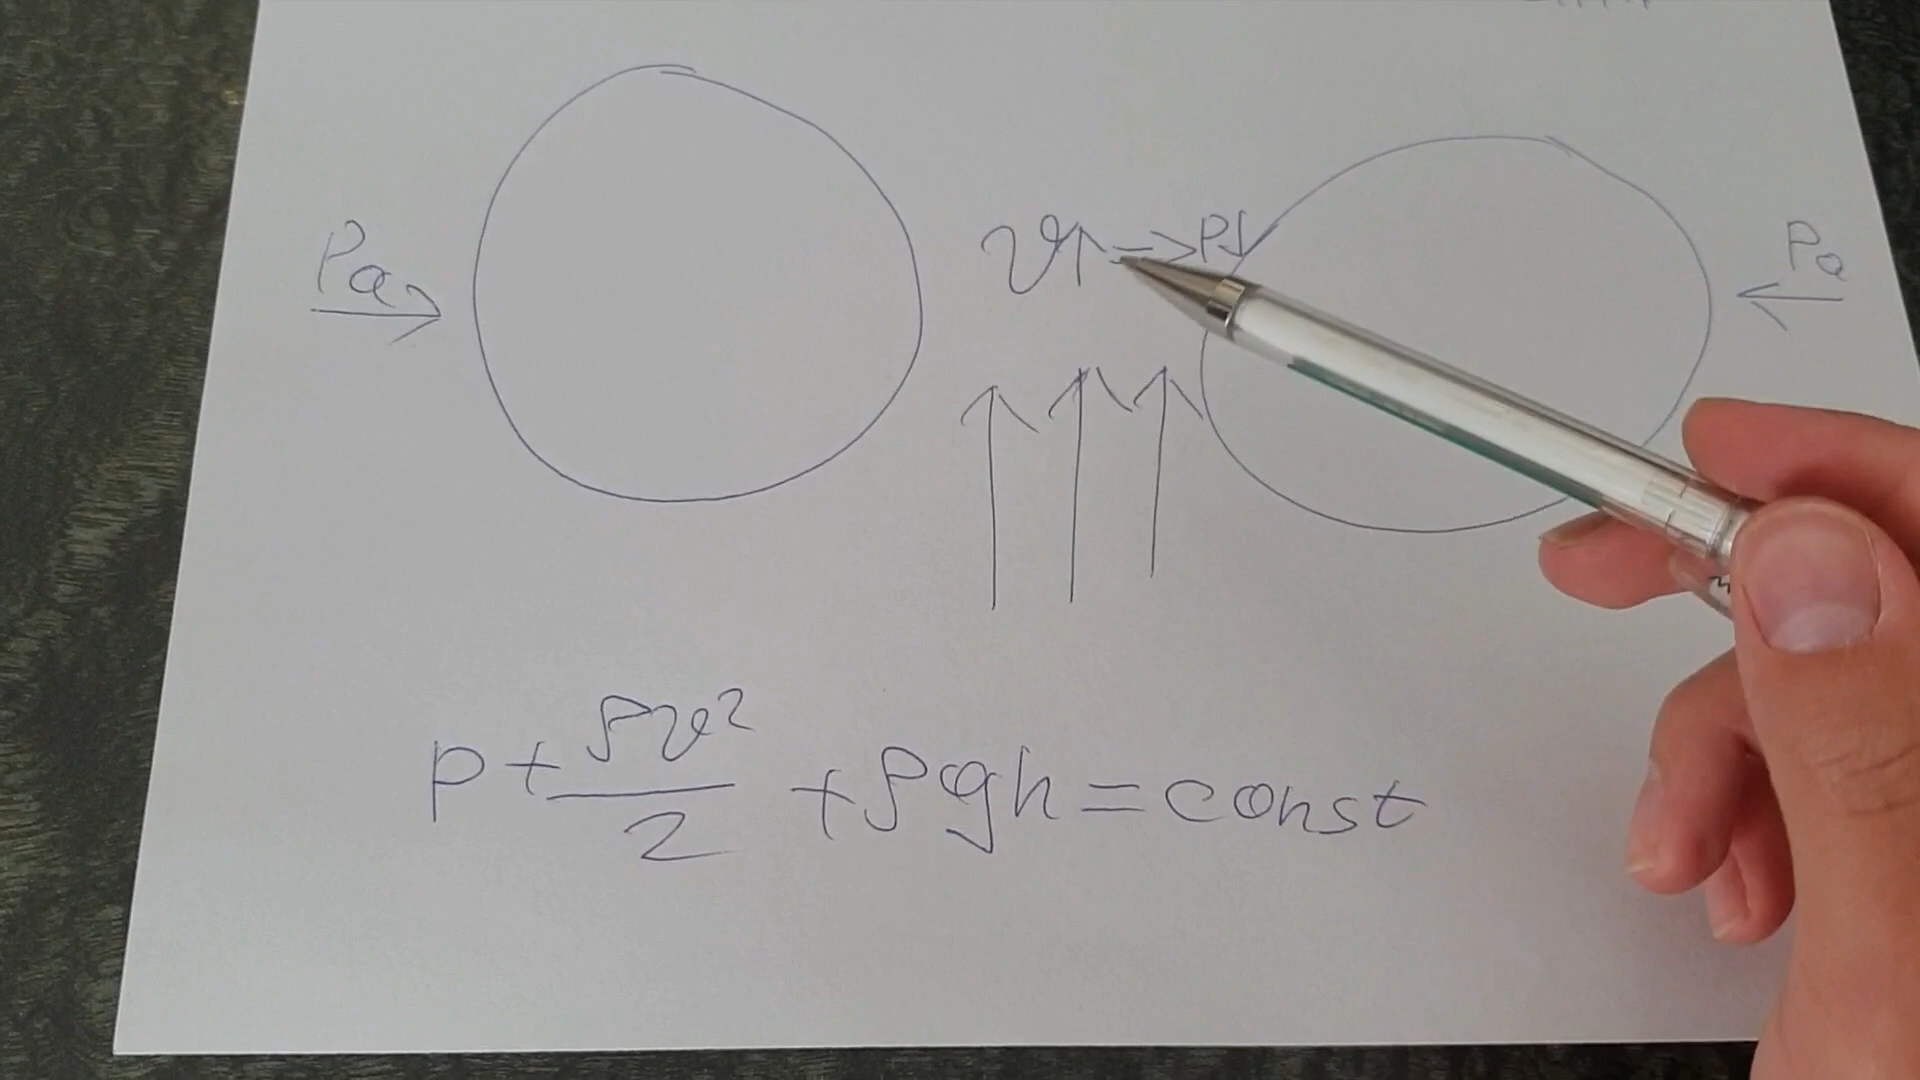 Pa
v↑ => P↓
Pa
P + ρv²/2 + ρgh = const